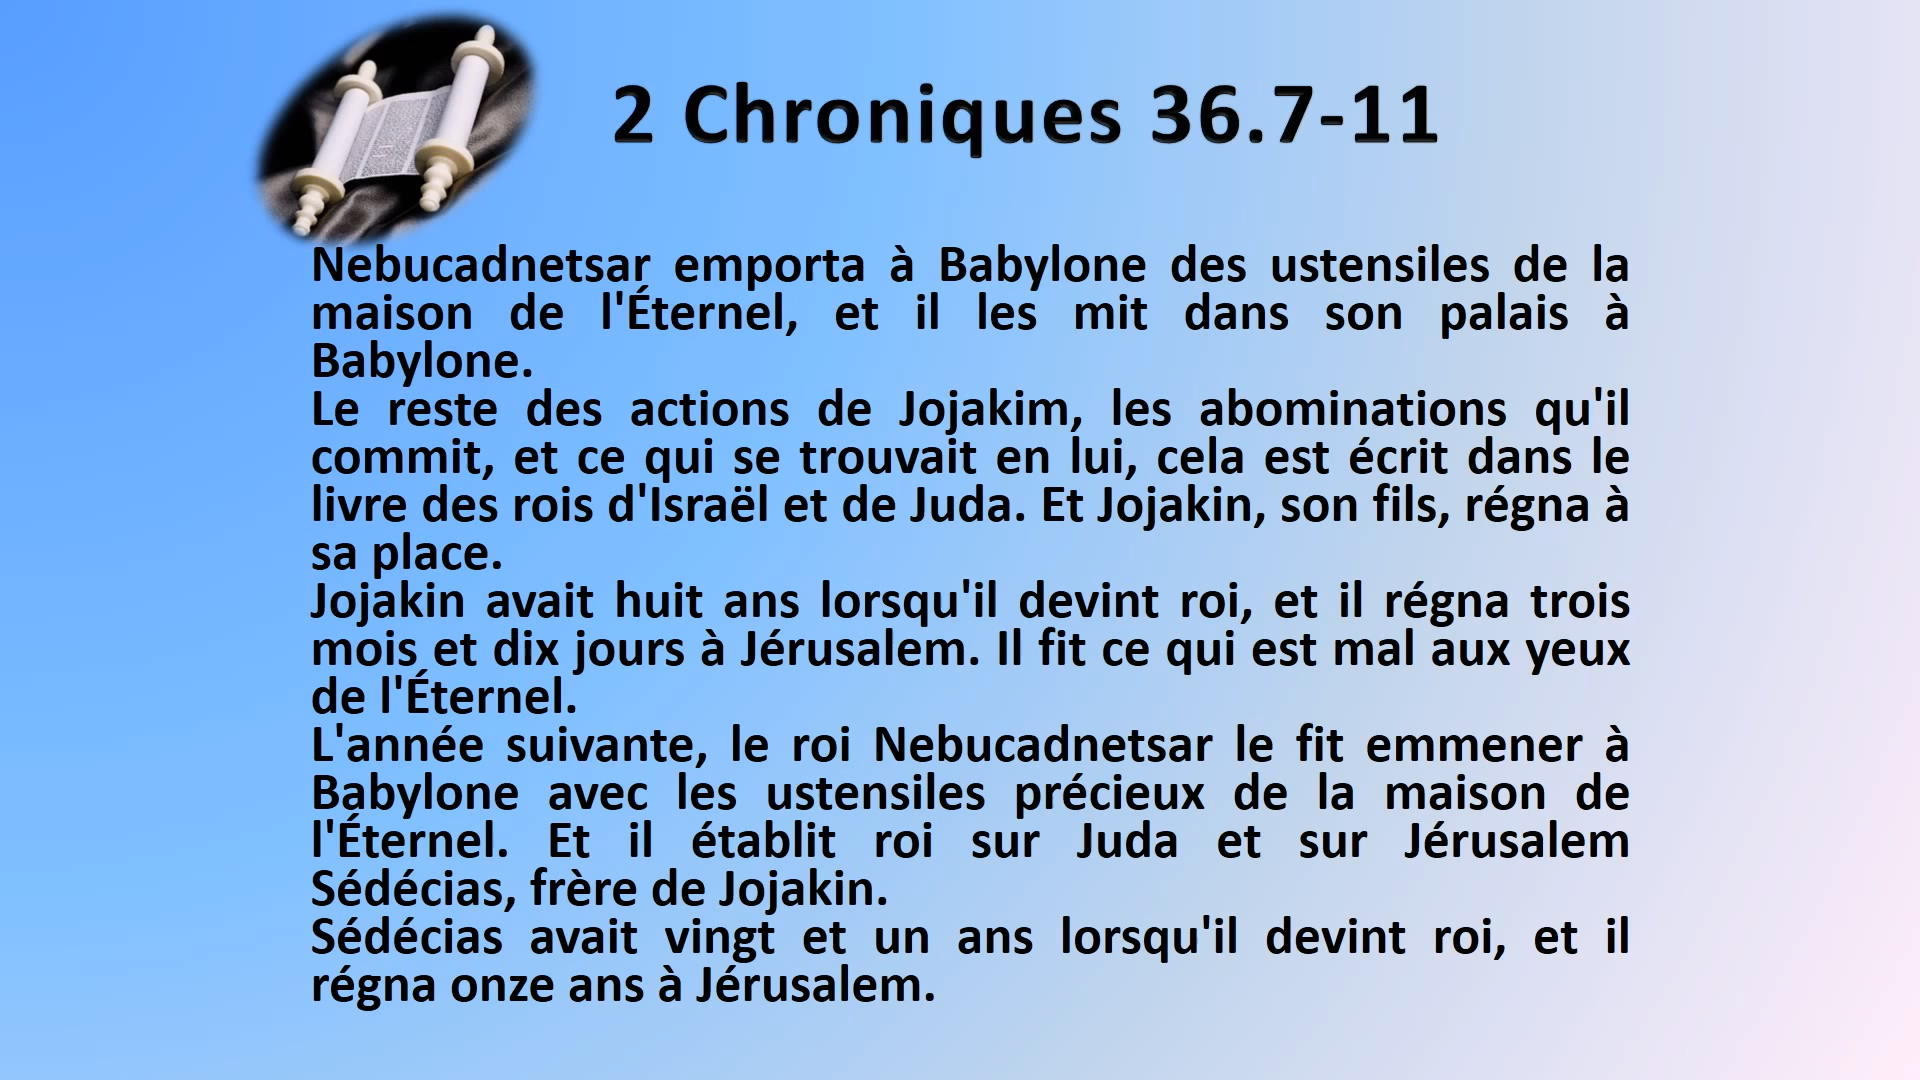 2 Chroniques 36.7-11
Nebucadnetsar emporta à Babylone des ustensiles de la
maison de l'Éternel, et il les mit dans son palais à
Babylone.
Le reste des actions de Jojakim, les abominations qu'il
commit, et ce qui se trouvait en lui, cela est écrit dans le
livre des rois d'Israël et de Juda. Et Jojakin, son fils, régna à
sa place.
Jojakin avait huit ans lorsqu'il devint roi, et il régna trois
mois et dix jours à Jérusalem. Il fit ce qui est mal aux yeux
de l'Éternel.
L'année suivante, le roi Nebucadnetsar le fit emmener à
Babylone avec les ustensiles précieux de la maison de
l'Éternel. Et il établit roi sur Juda et sur Jérusalem
Sédécias, frère de Jojakin.
Sédécias avait vingt et un ans lorsqu'il devint roi, et il
régna onze ans à Jérusalem.